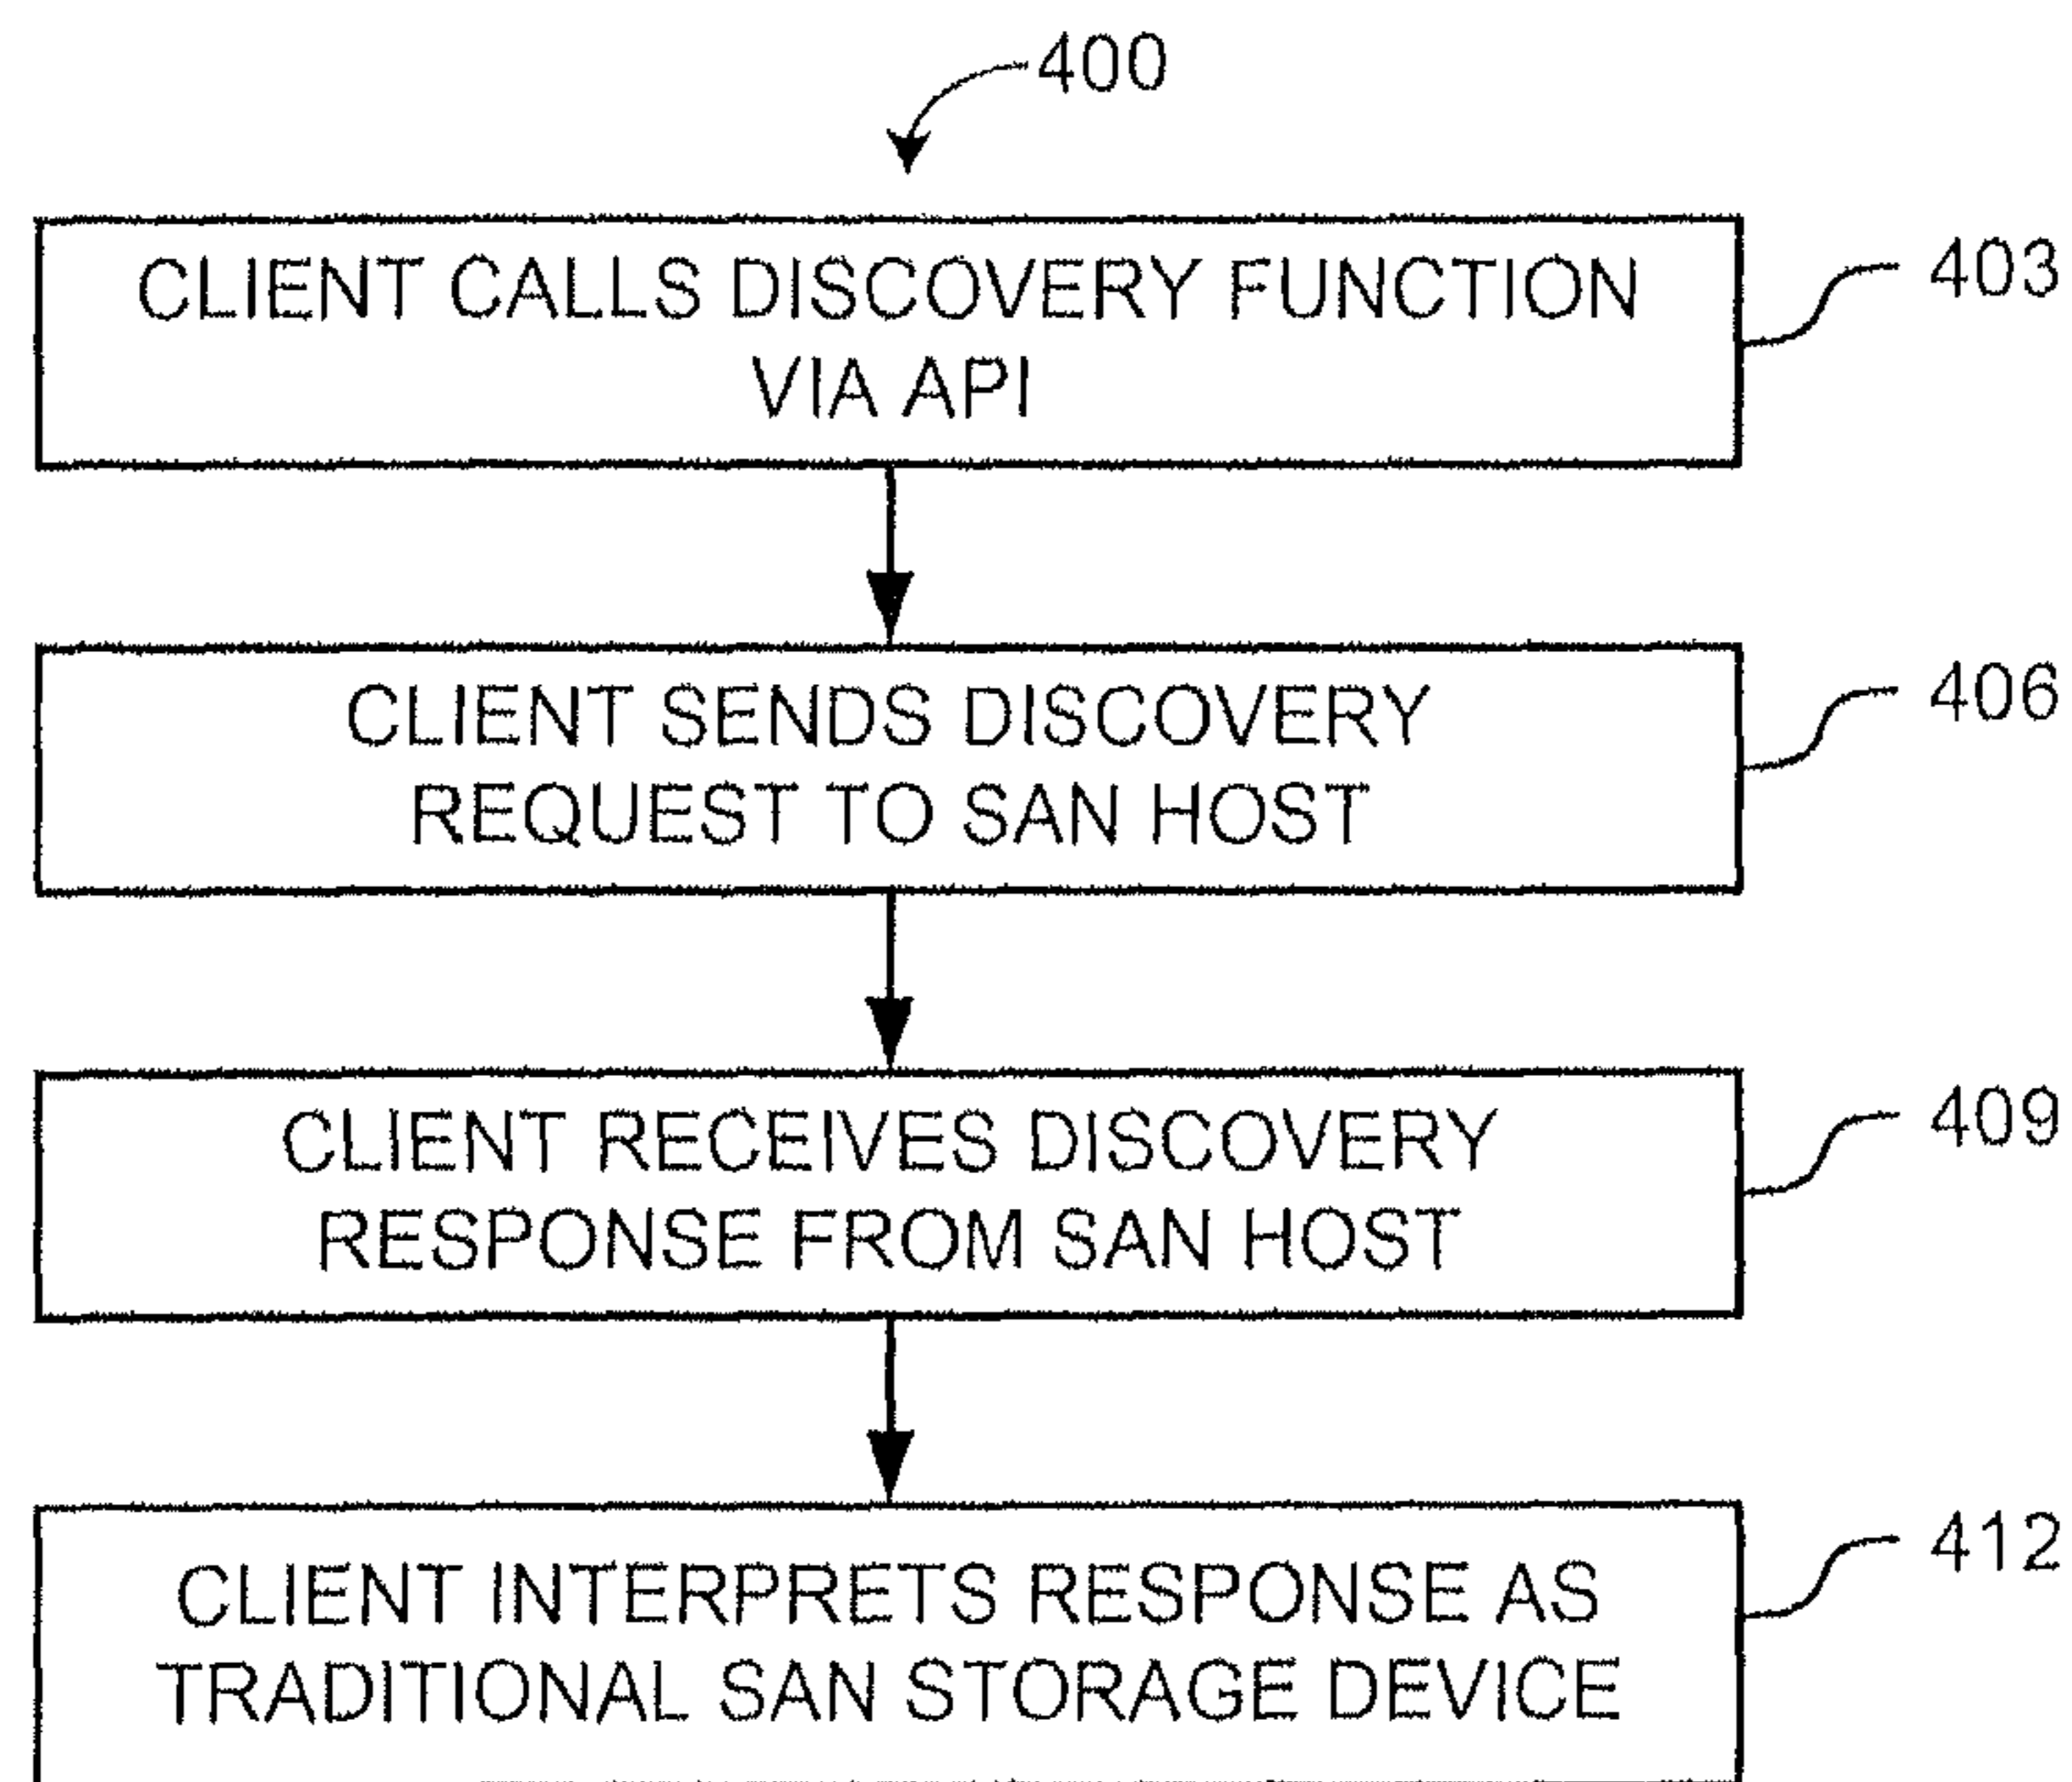 400
CLIENT CALLS DISCOVERY FUNCTION
VIA API
403
CLIENT SENDS DISCOVERY
REQUEST TO SAN HOST
406
CLIENT RECEIVES DISCOVERY
RESPONSE FROM SAN HOST
409
CLIENT INTERPRETS RESPONSE AS
TRADITIONAL SAN STORAGE DEVICE
412